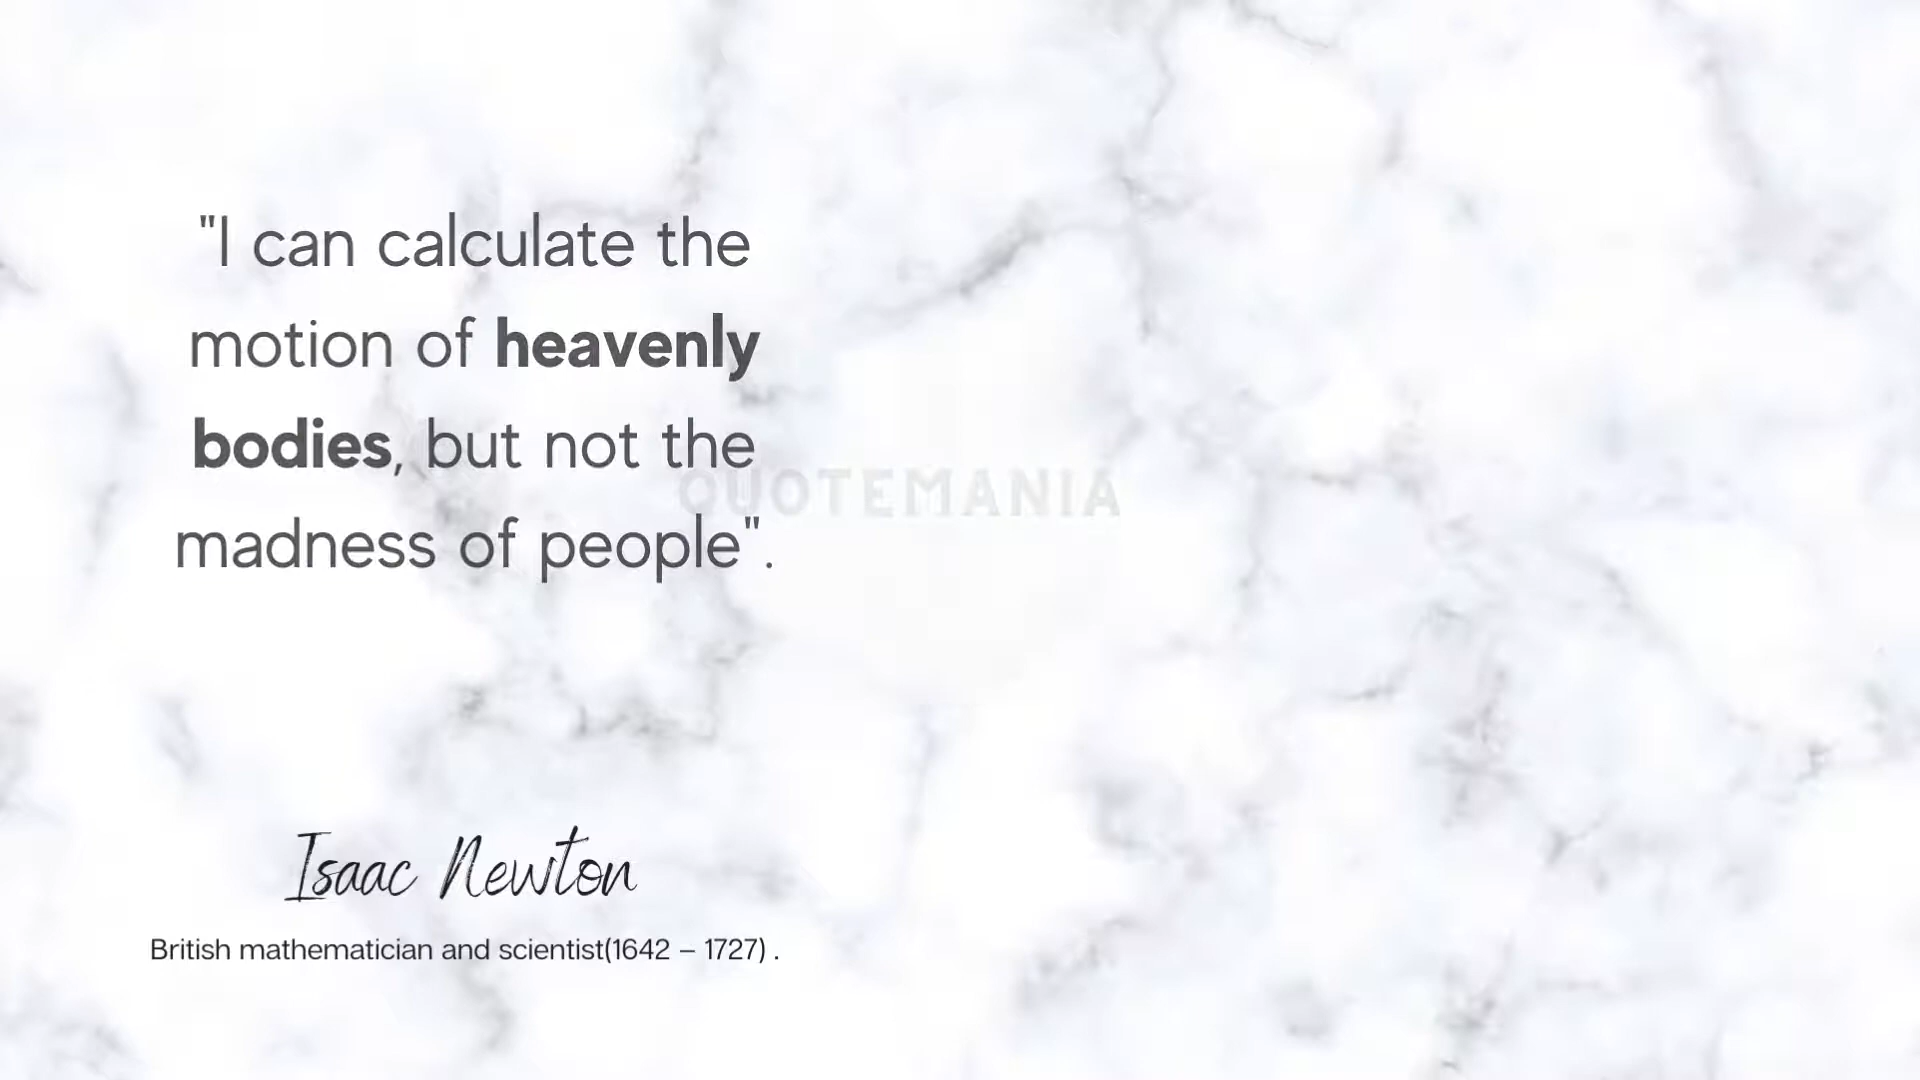 "I can calculate the
motion of heavenly
bodies, but not the
madness of people".
QUOTEMANIA
Isaac Newton
British mathematician and scientist(1642 – 1727) .